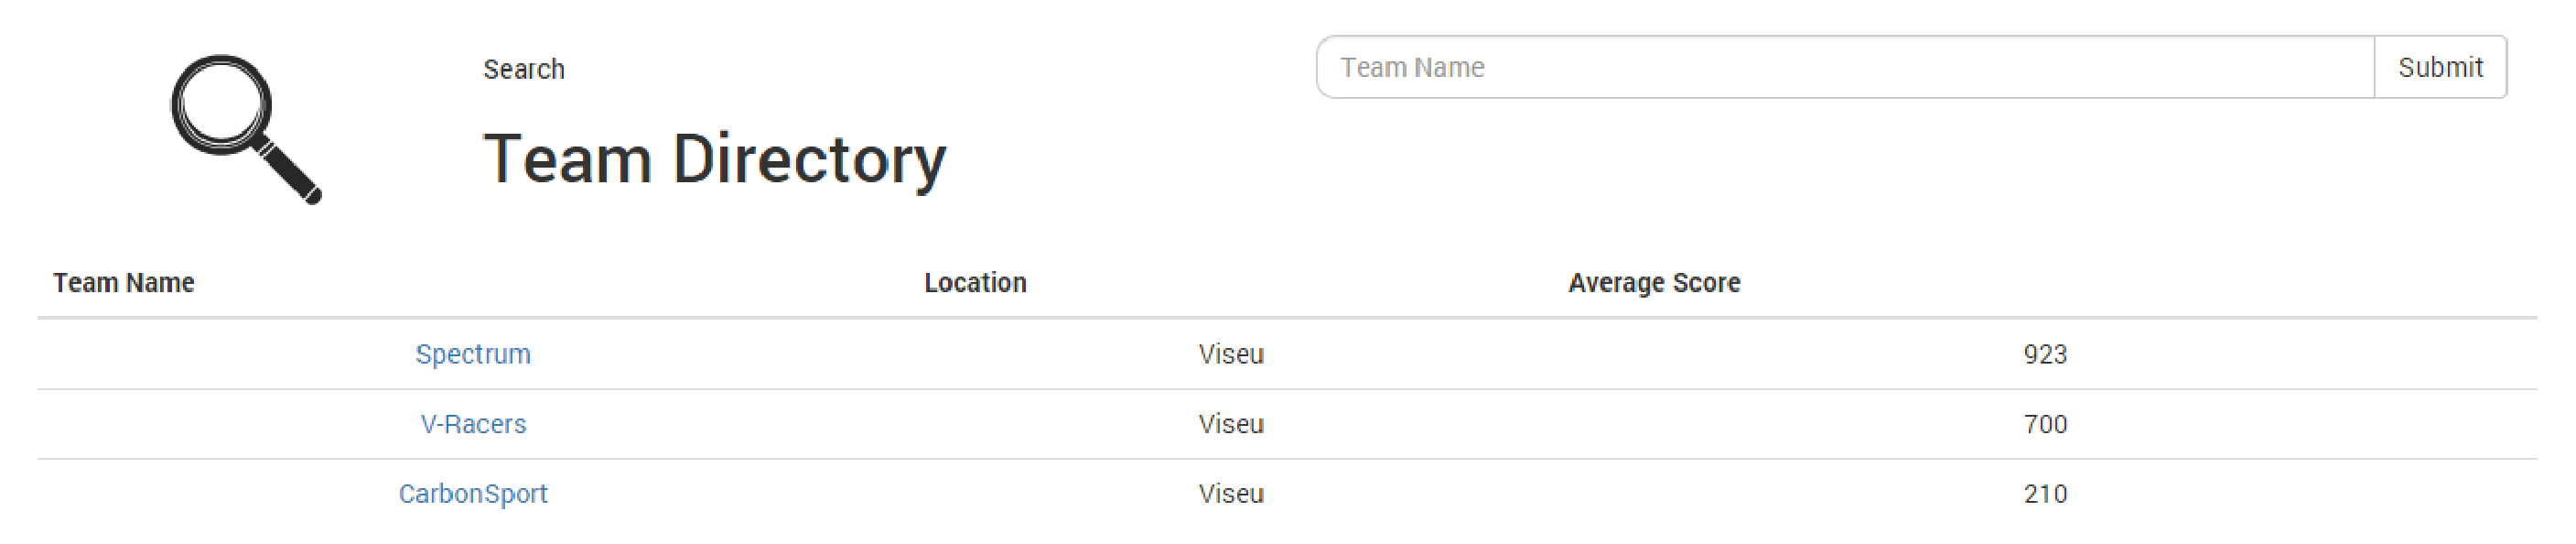 Search
Team Name Submit
Team Directory
Team Name Location Average Score
Spectrum Viseu 923
V-Racers Viseu 700
CarbonSport Viseu 210